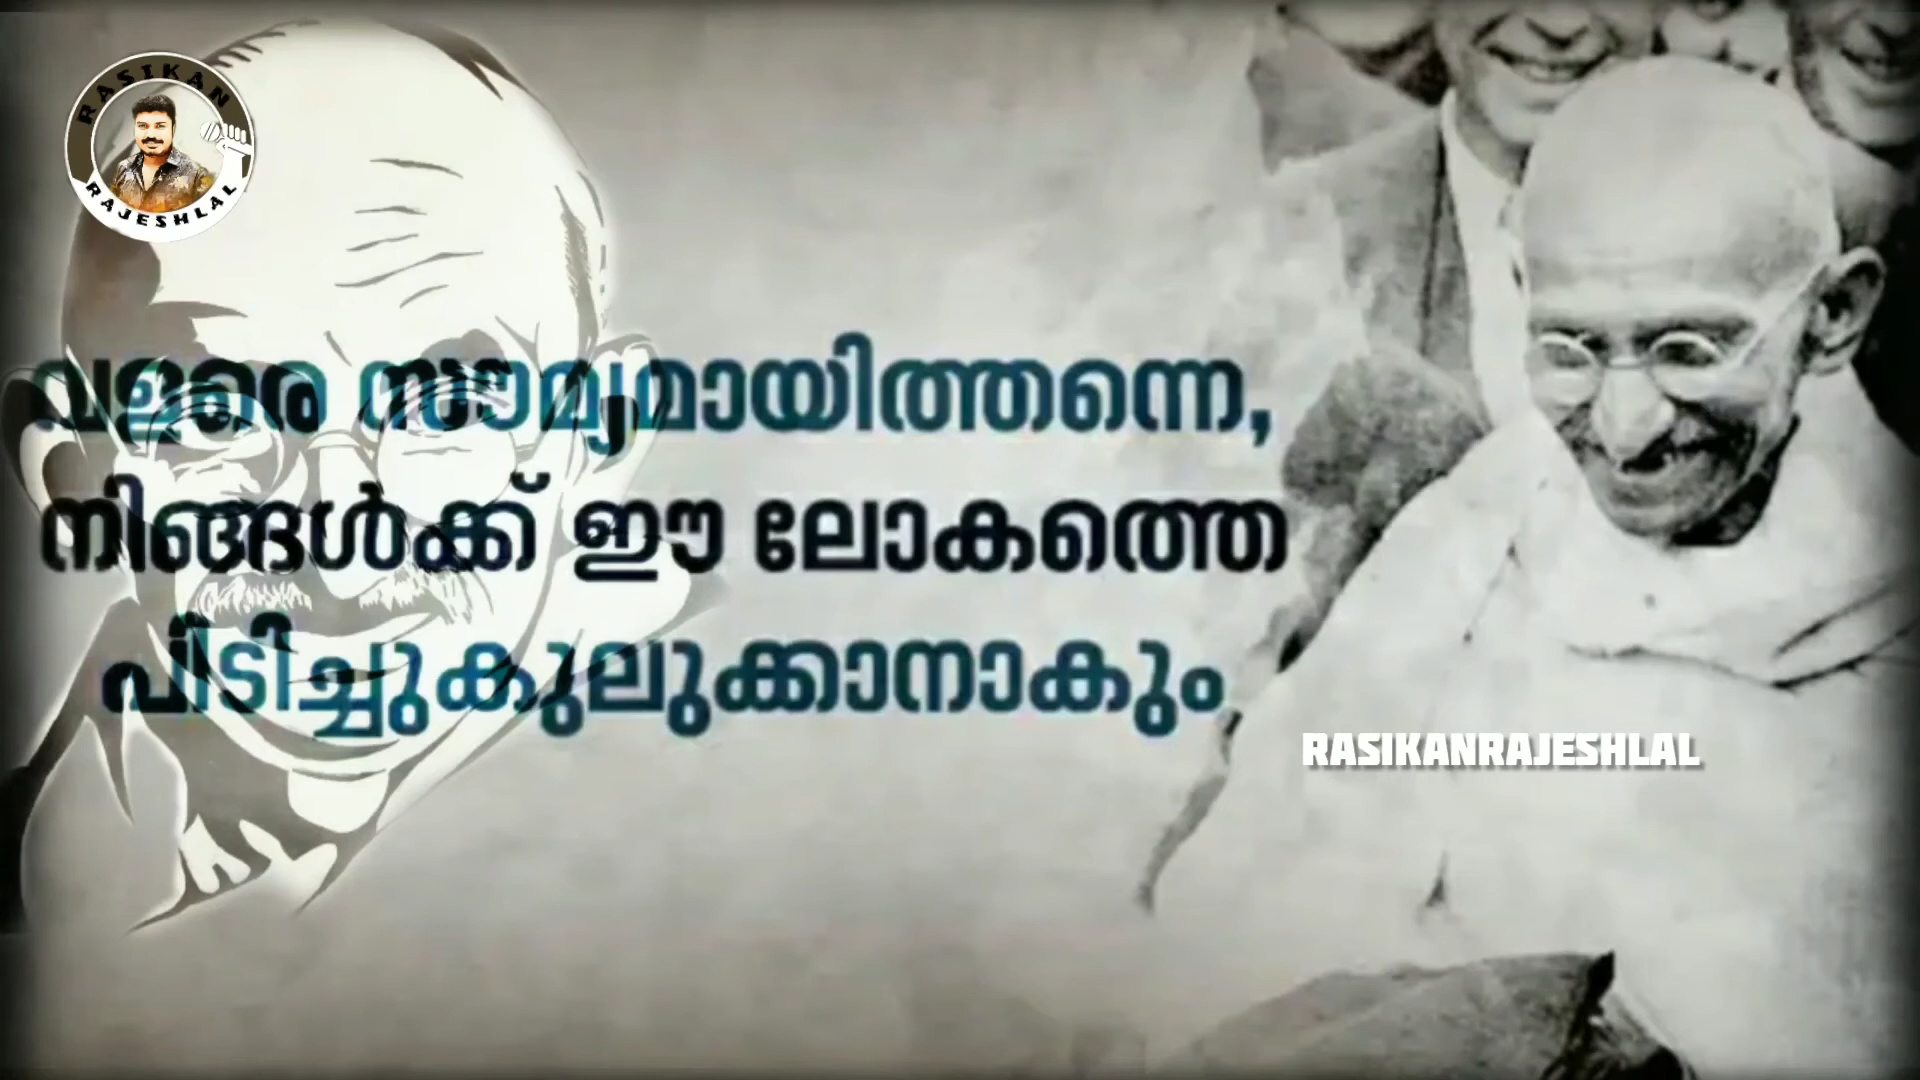 RASIKAN
RAJESHLAL
വളരെ സൗമ്യമായിത്തന്നെ,
നിങ്ങൾക്ക് ഈ ലോകത്തെ
പിടിച്ചുകുലുക്കാനാകും
RASIKANRAJESHLAL